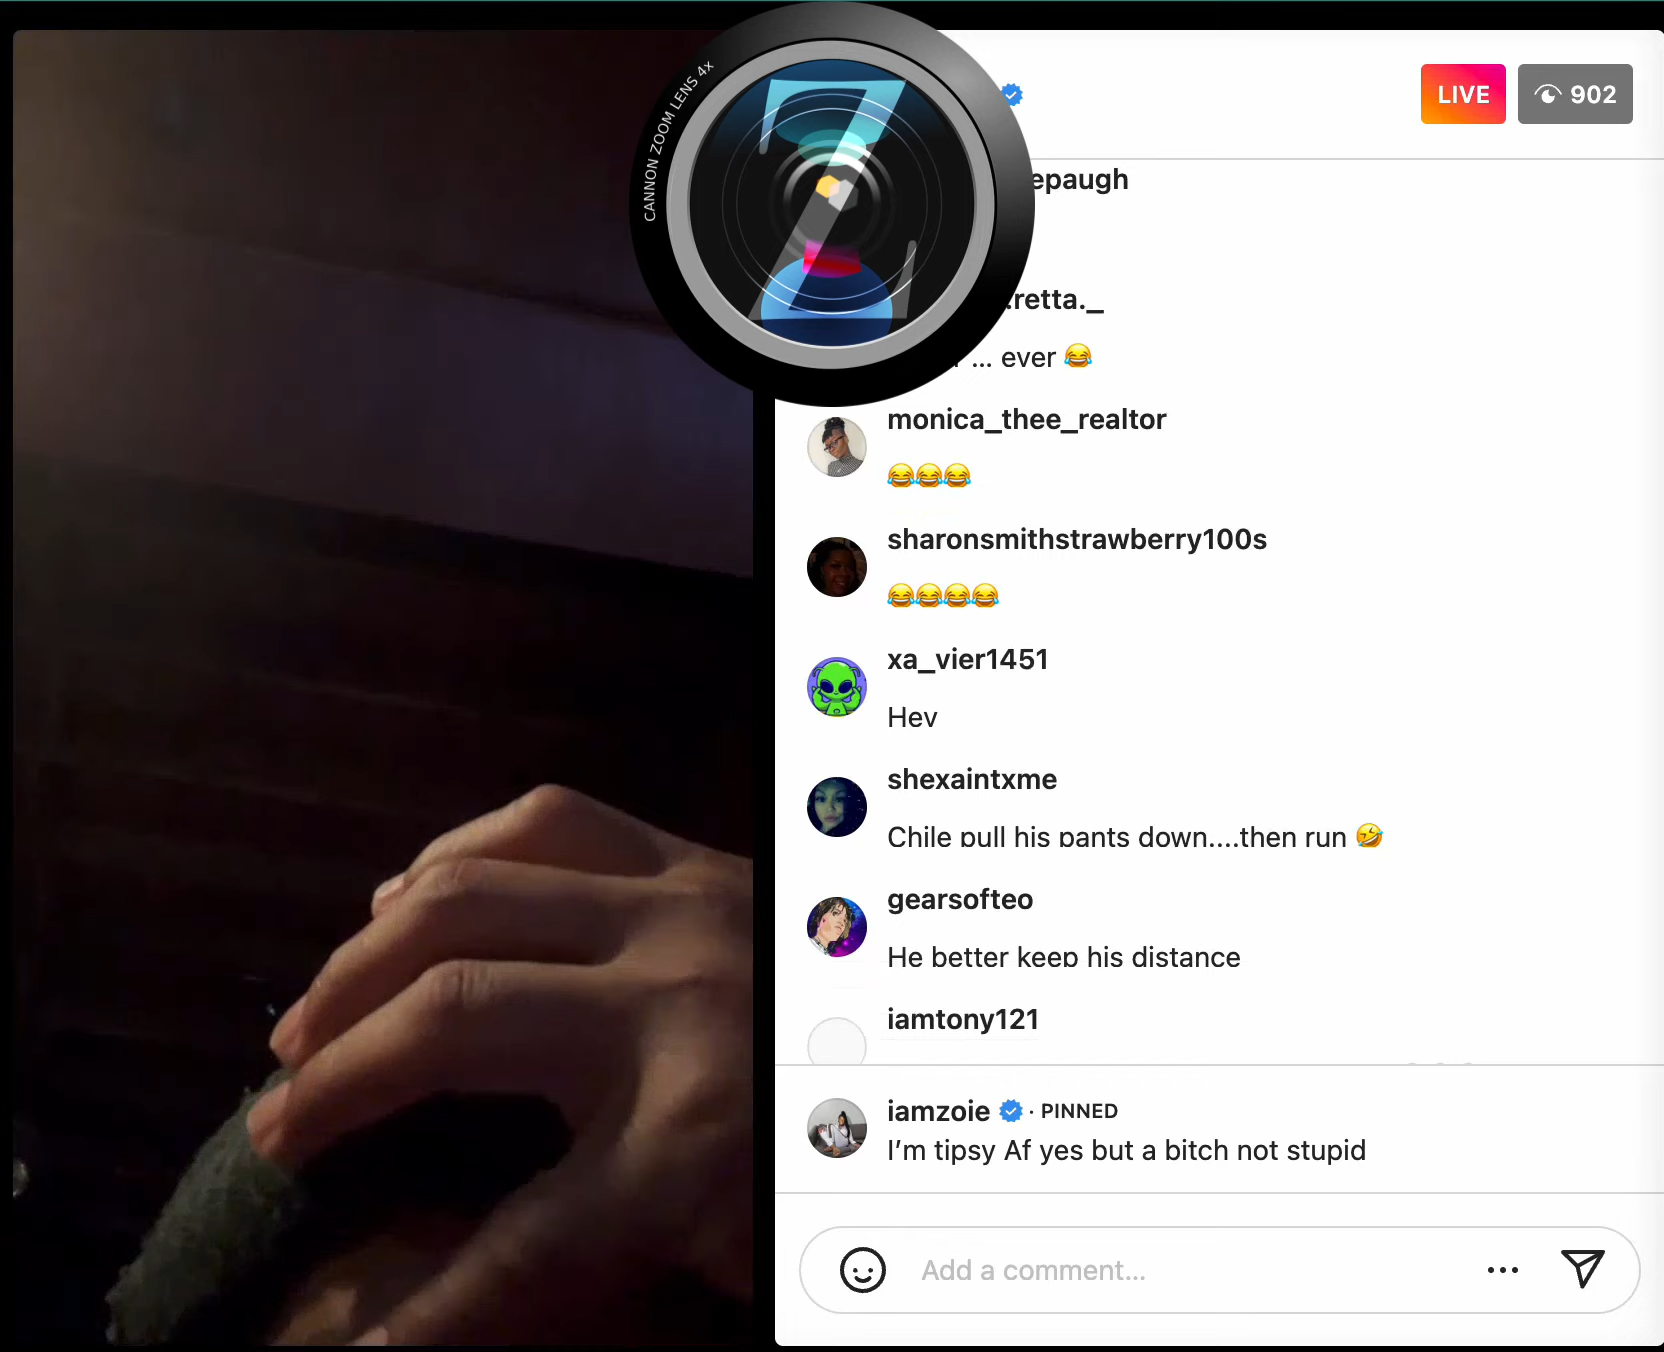 CANNON ZOOM LENS 4x
Z
LIVE
902
epaugh
.retta._
... ever 😂
monica_thee_realtor
😂😂😂
sharonsmithstrawberry100s
😂😂😂😂
xa_vier1451
Hey
shexaintxme
Chile pull his pants down....then run 🤣
gearsofteo
He better keep his distance
iamtony121
iamzoie · PINNED
I’m tipsy Af yes but a bitch not stupid
Add a comment...